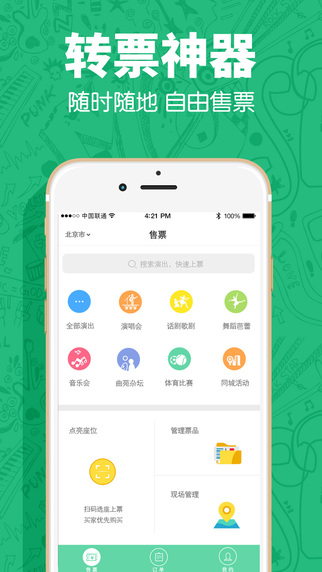 转票神器
随时随地 自由售票
中国联通 4:21 PM 100%
北京市 售票
搜索演出，快速上票
全部演出 演唱会 话剧歌剧 舞蹈芭蕾
音乐会 曲苑杂坛 体育比赛 同城活动
点亮座位 管理票品
扫码选座上票
买家优先购买
现场管理
售票 订单 我的
PUNK